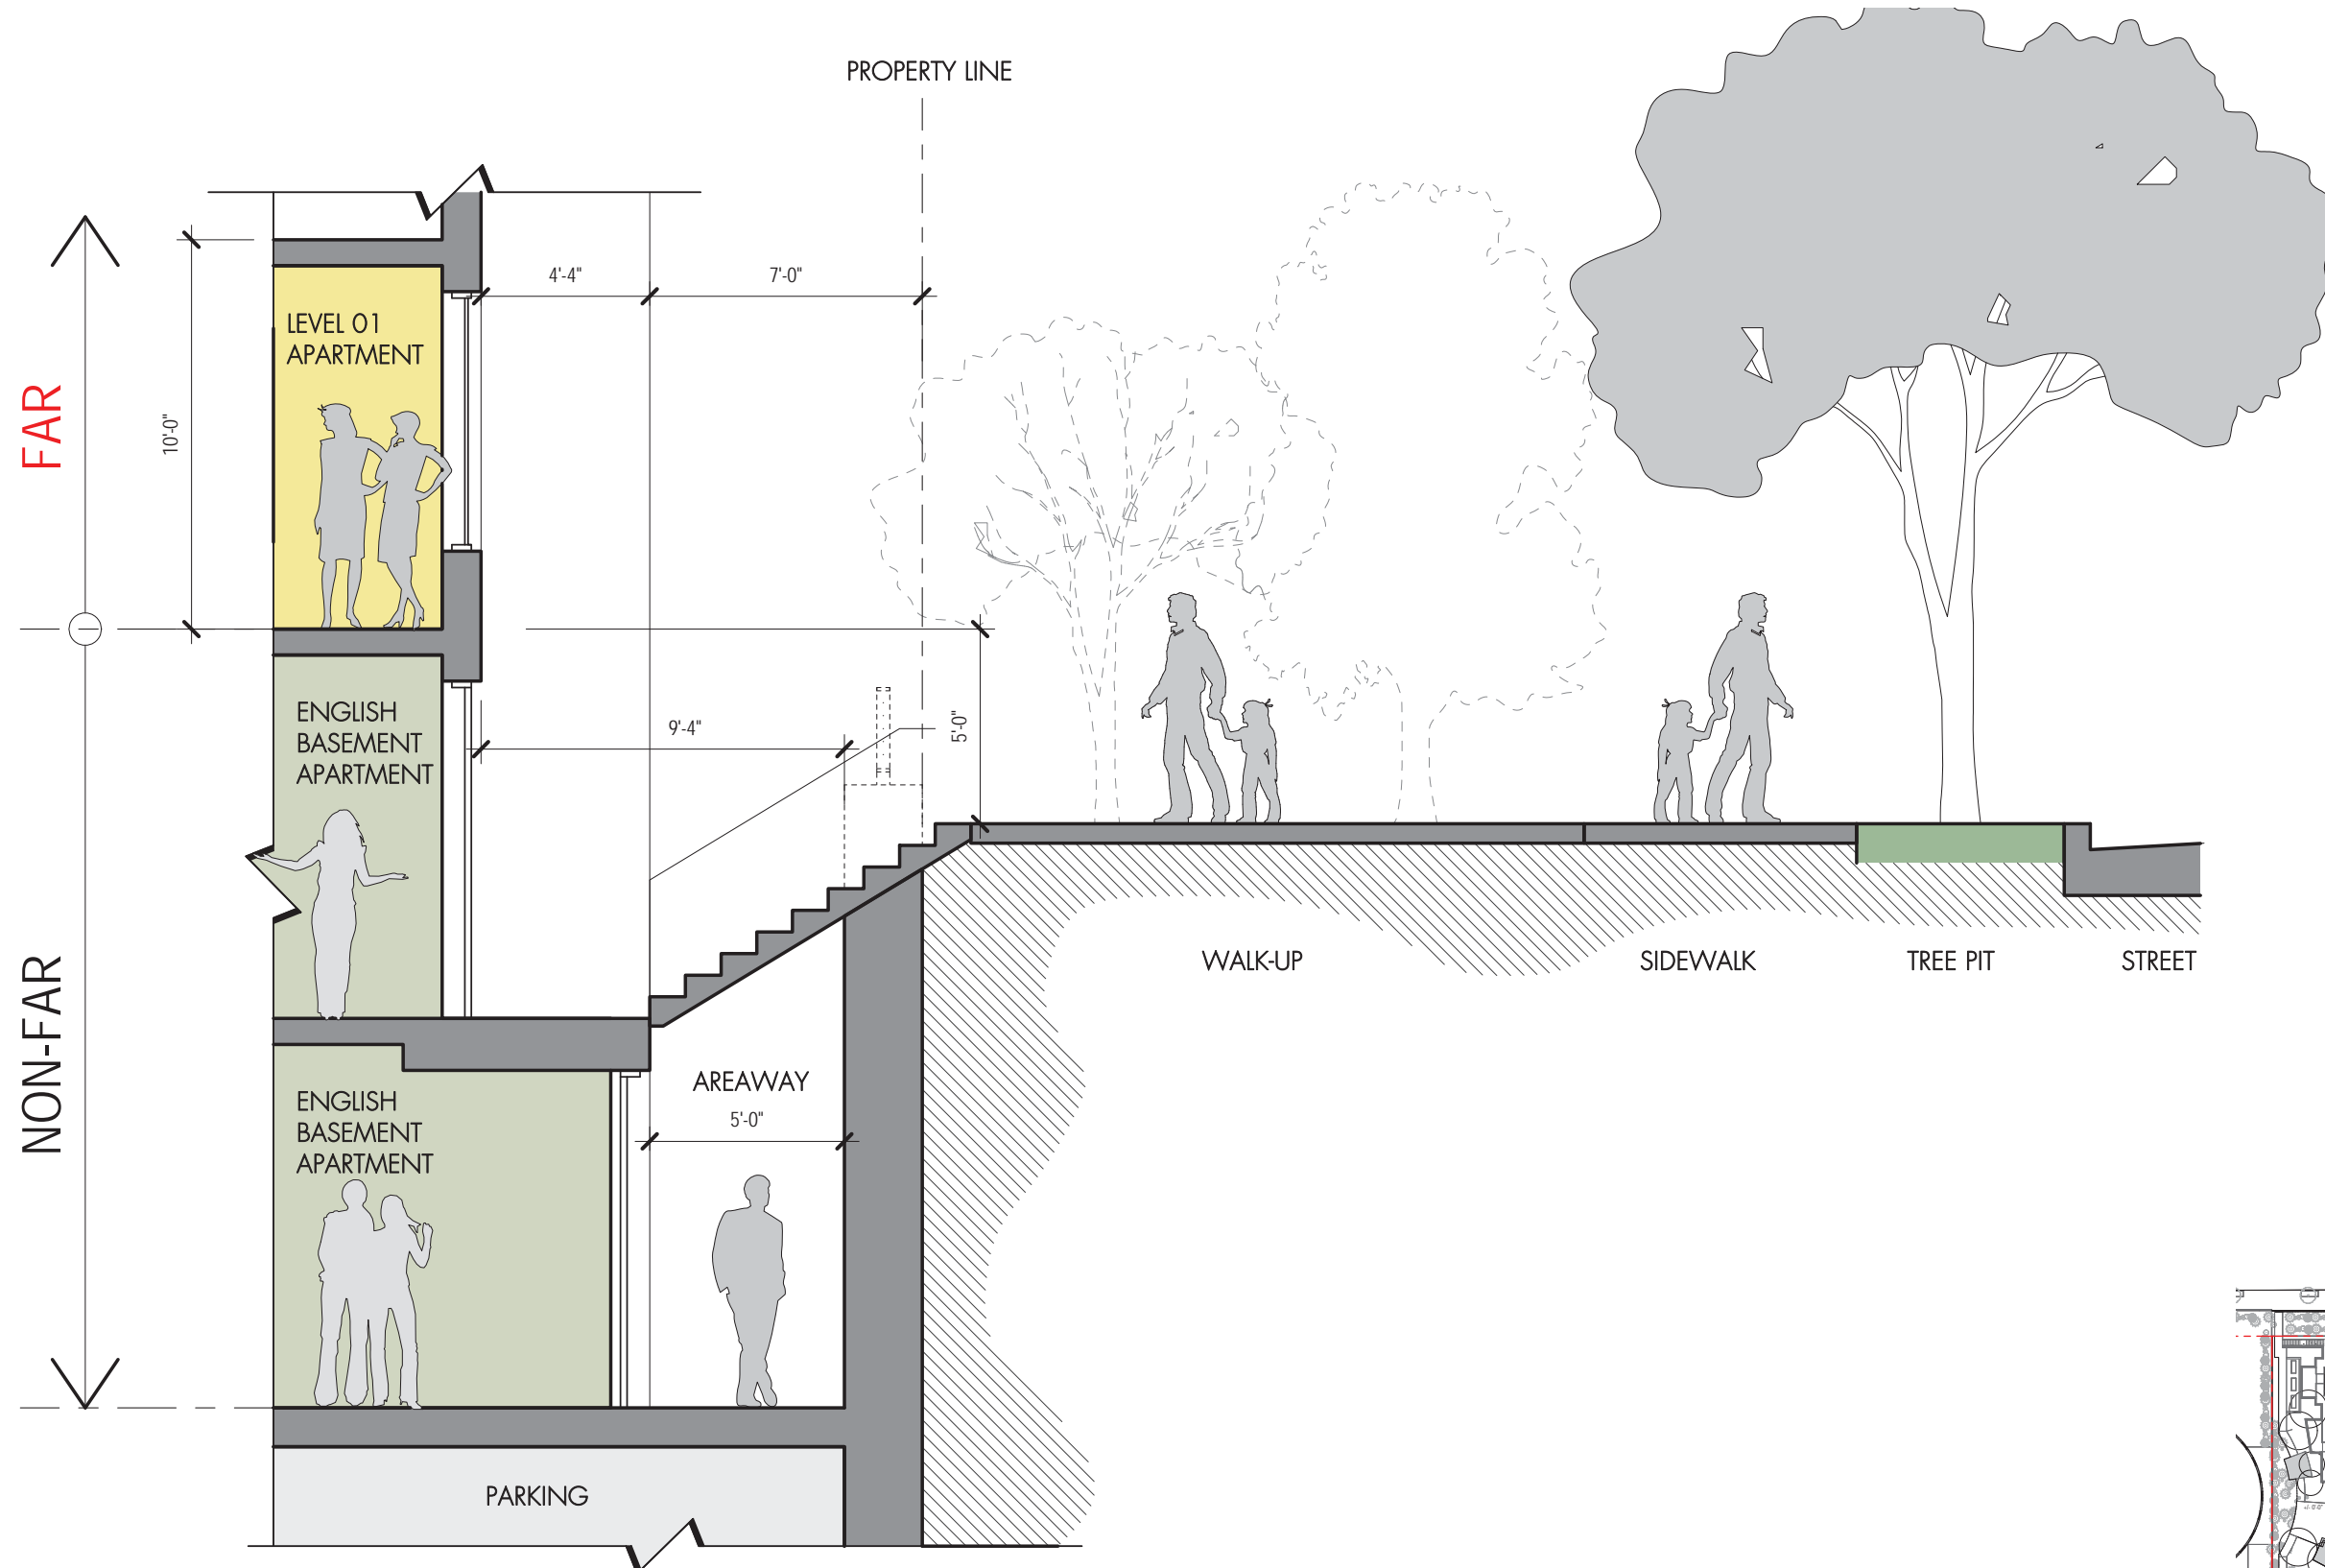 PROPERTY LINE
4'-4"
7'-0"
LEVEL 01
APARTMENT
FAR
10'-0"
ENGLISH
BASEMENT
APARTMENT
9'-4"
5'-0"
WALK-UP
SIDEWALK
TREE PIT
STREET
NON-FAR
ENGLISH
BASEMENT
APARTMENT
AREAWAY
5'-0"
PARKING